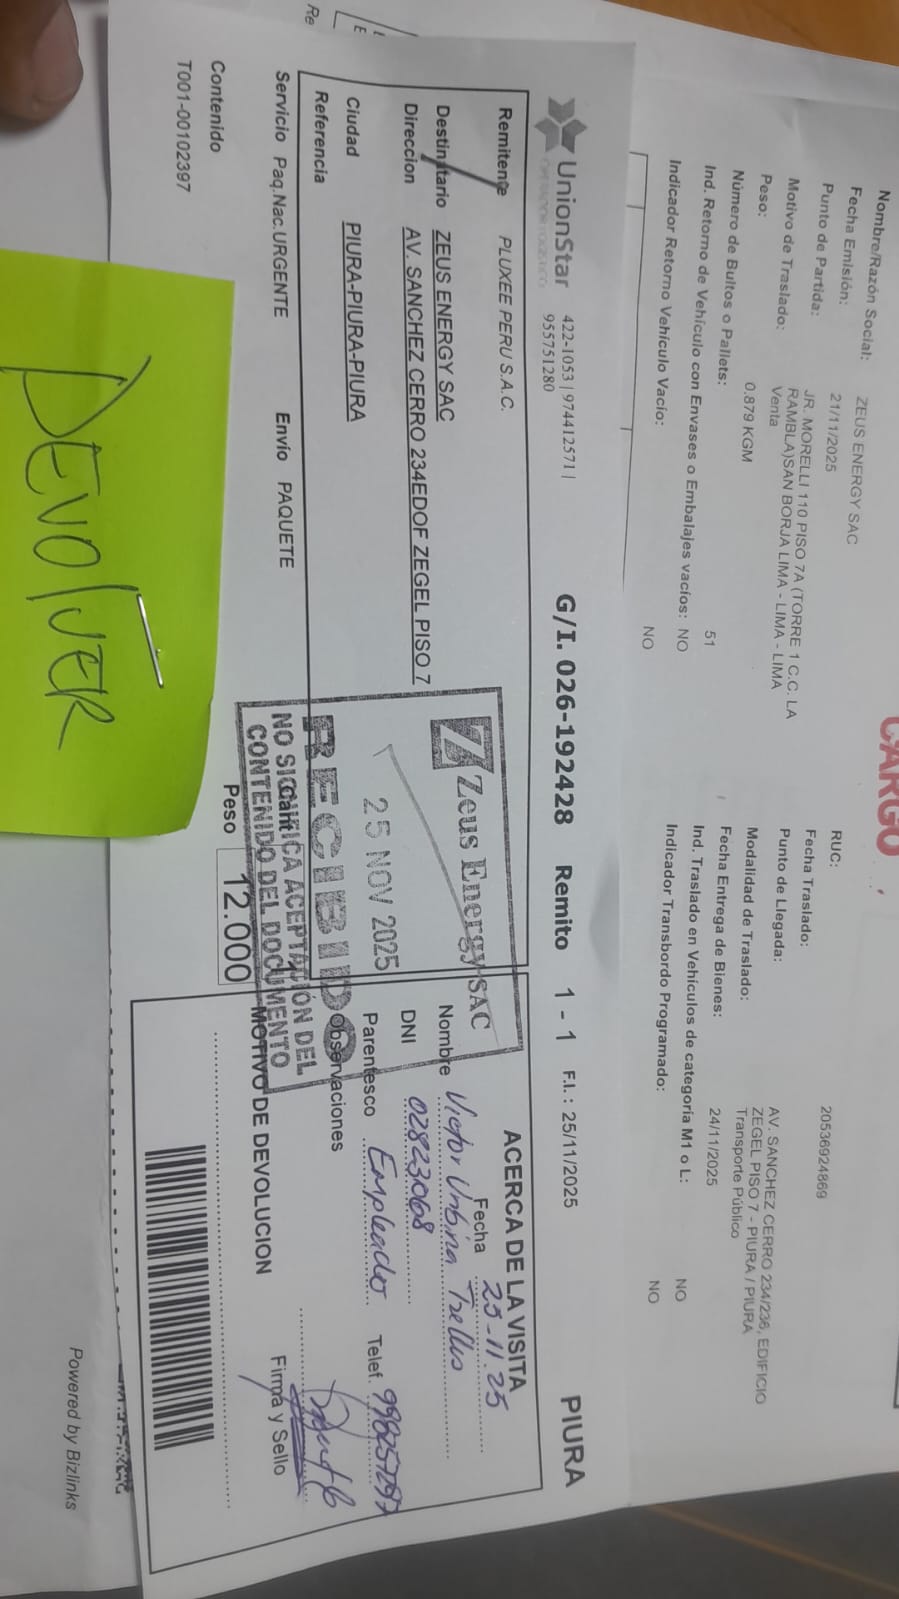 CARGO
Nombre/Razón Social: ZEUS ENERGY SAC
RUC: 20536924869
Fecha Emisión: 21/11/2025
Fecha Traslado:
Punto de Partida: JR. MORELLI 110 PISO 7A (TORRE 1 C.C. LA
RAMBLA)SAN BORJA LIMA - LIMA - LIMA
Punto de Llegada: AV. SANCHEZ CERRO 234/236, EDIFICIO
ZEGEL PISO 7 - PIURA / PIURA
Motivo de Traslado: Venta
Modalidad de Traslado: Transporte Público
Peso: 0.879 KGM
Fecha Entrega de Bienes: 24/11/2025
Número de Bultos o Pallets: 51
Ind. Traslado en Vehículos de categoría M1 o L: NO
Ind. Retorno de Vehículo con Envases o Embalajes vacíos: NO
Indicador Transbordo Programado: NO
Indicador Retorno Vehículo Vacío: NO
UnionStar
422-1053 | 974412571 |
955751280
G/I. 026-192428 Remito 1 - 1 F.I.: 25/11/2025 PIURA
Remitente PLUXEE PERU S.A.C.
Destinatario ZEUS ENERGY SAC
Direccion AV. SANCHEZ CERRO 234EDOF ZEGEL PISO 7
Ciudad PIURA-PIURA-PIURA
Referencia
Servicio Paq.Nac.URGENTE Envío PAQUETE
Cant
Peso 12.000
Contenido
T001-00102397
Zeus Energy SAC
25 NOV 2025
RECIBIDO
NO SIGNIFICA ACEPTACIÓN DEL
CONTENIDO DEL DOCUMENTO
ACERCA DE LA VISITA
Fecha 25-11-25
Nombre Victor Urbina Trelles
DNI 02823068
Parentesco Empleado Telef.
Observaciones
Firma y Sello
MOTIVO DE DEVOLUCION
DEVOLVER
Powered by Bizlinks